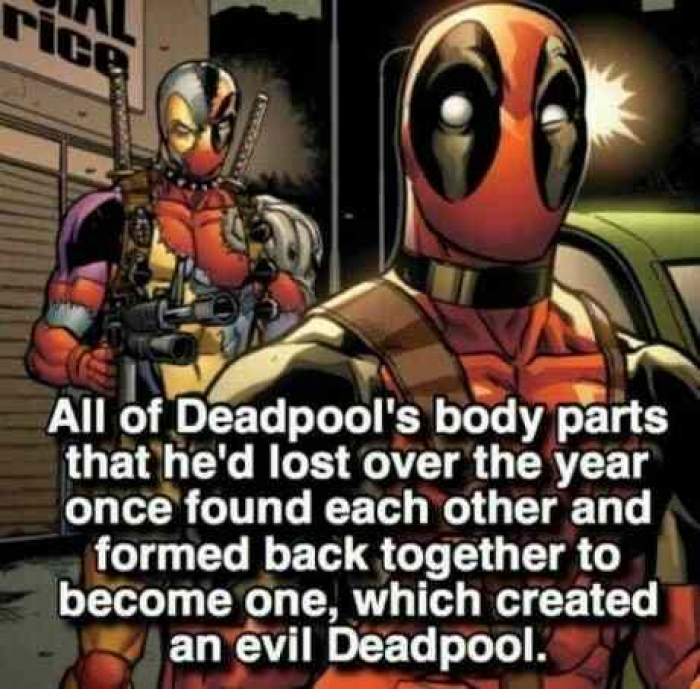 rice
All of Deadpool's body parts
that he'd lost over the year
once found each other and
formed back together to
become one, which created
an evil Deadpool.